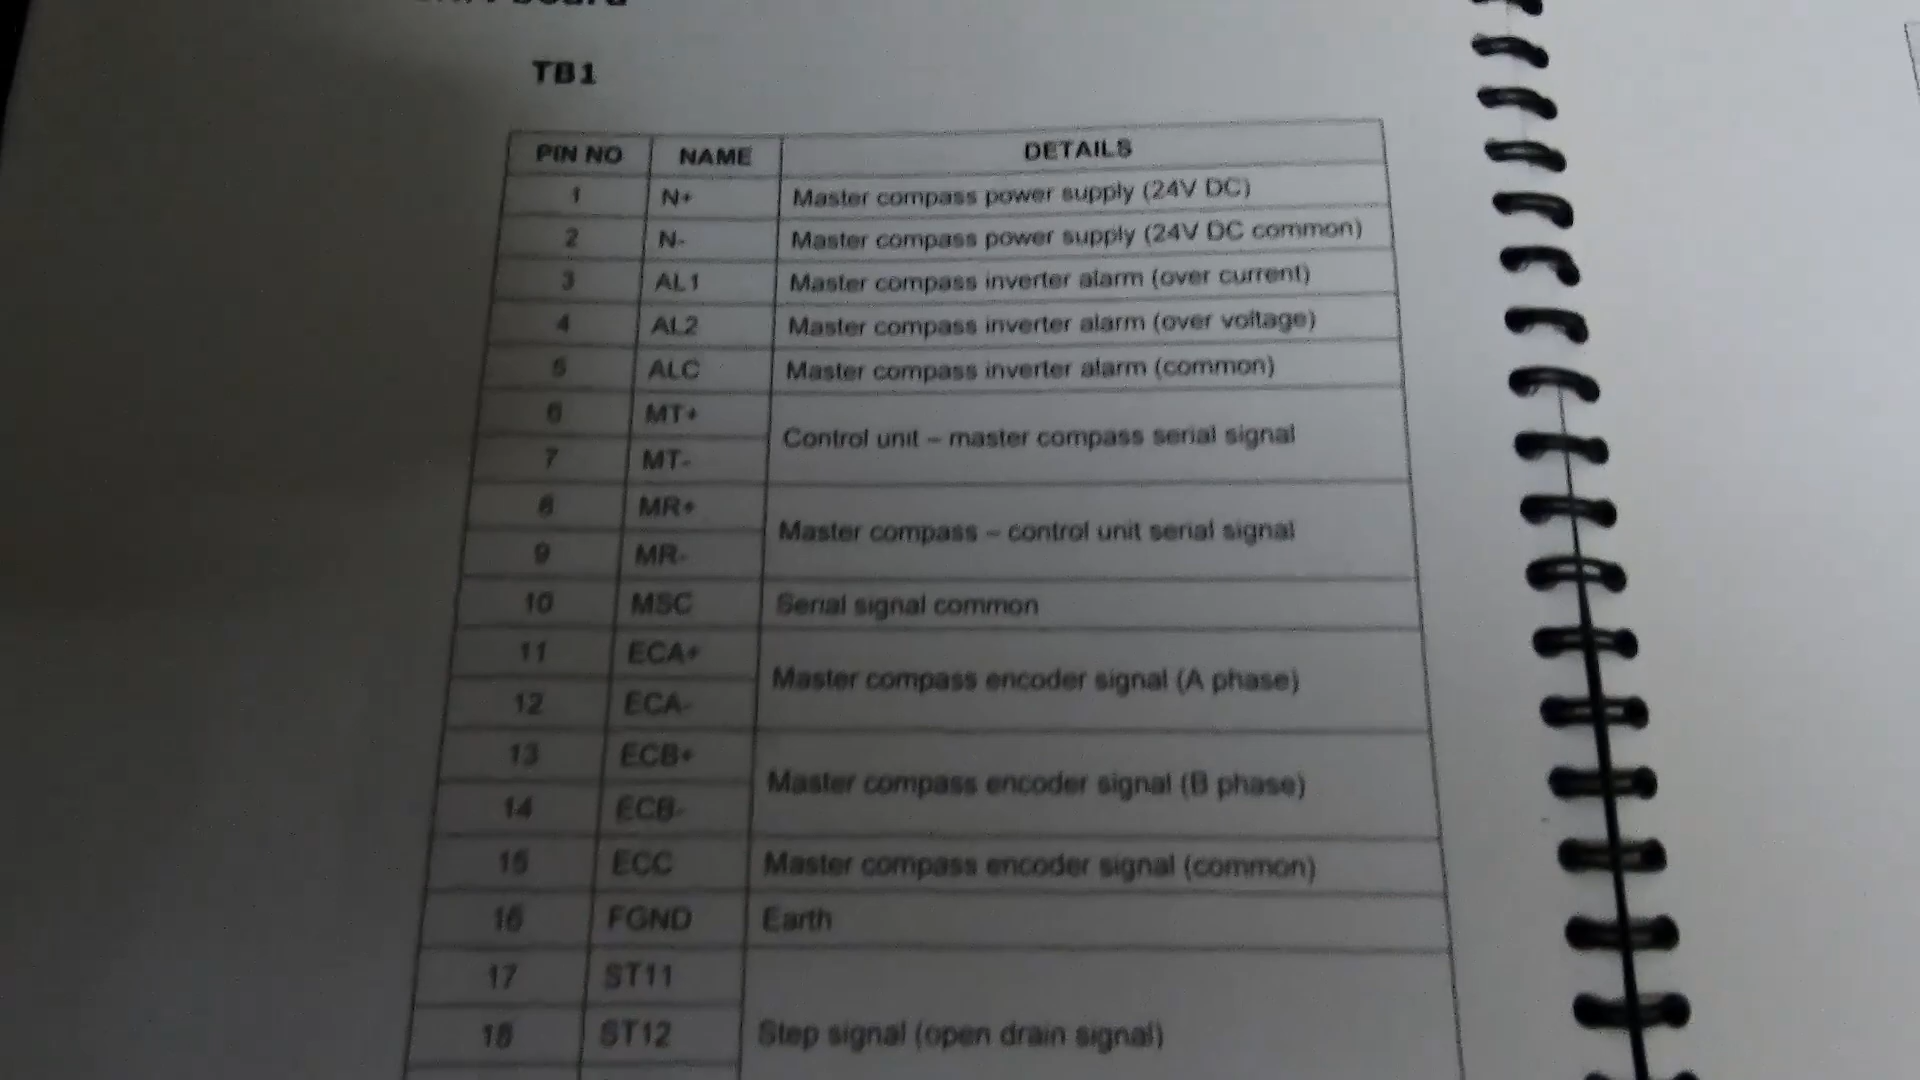 TB1
PIN NO NAME DETAILS
1 N+ Master compass power supply (24V DC)
2 N- Master compass power supply (24V DC common)
3 AL1 Master compass inverter alarm (over current)
4 AL2 Master compass inverter alarm (over voltage)
5 ALC Master compass inverter alarm (common)
6 MT+
Control unit – master compass serial signal
7 MT-
8 MR+
Master compass – control unit serial signal
9 MR-
10 MSC Serial signal common
11 ECA+
Master compass encoder signal (A phase)
12 ECA-
13 ECB+
Master compass encoder signal (B phase)
14 ECB-
15 ECC Master compass encoder signal (common)
16 FGND Earth
17 ST11
18 ST12 Step signal (open drain signal)